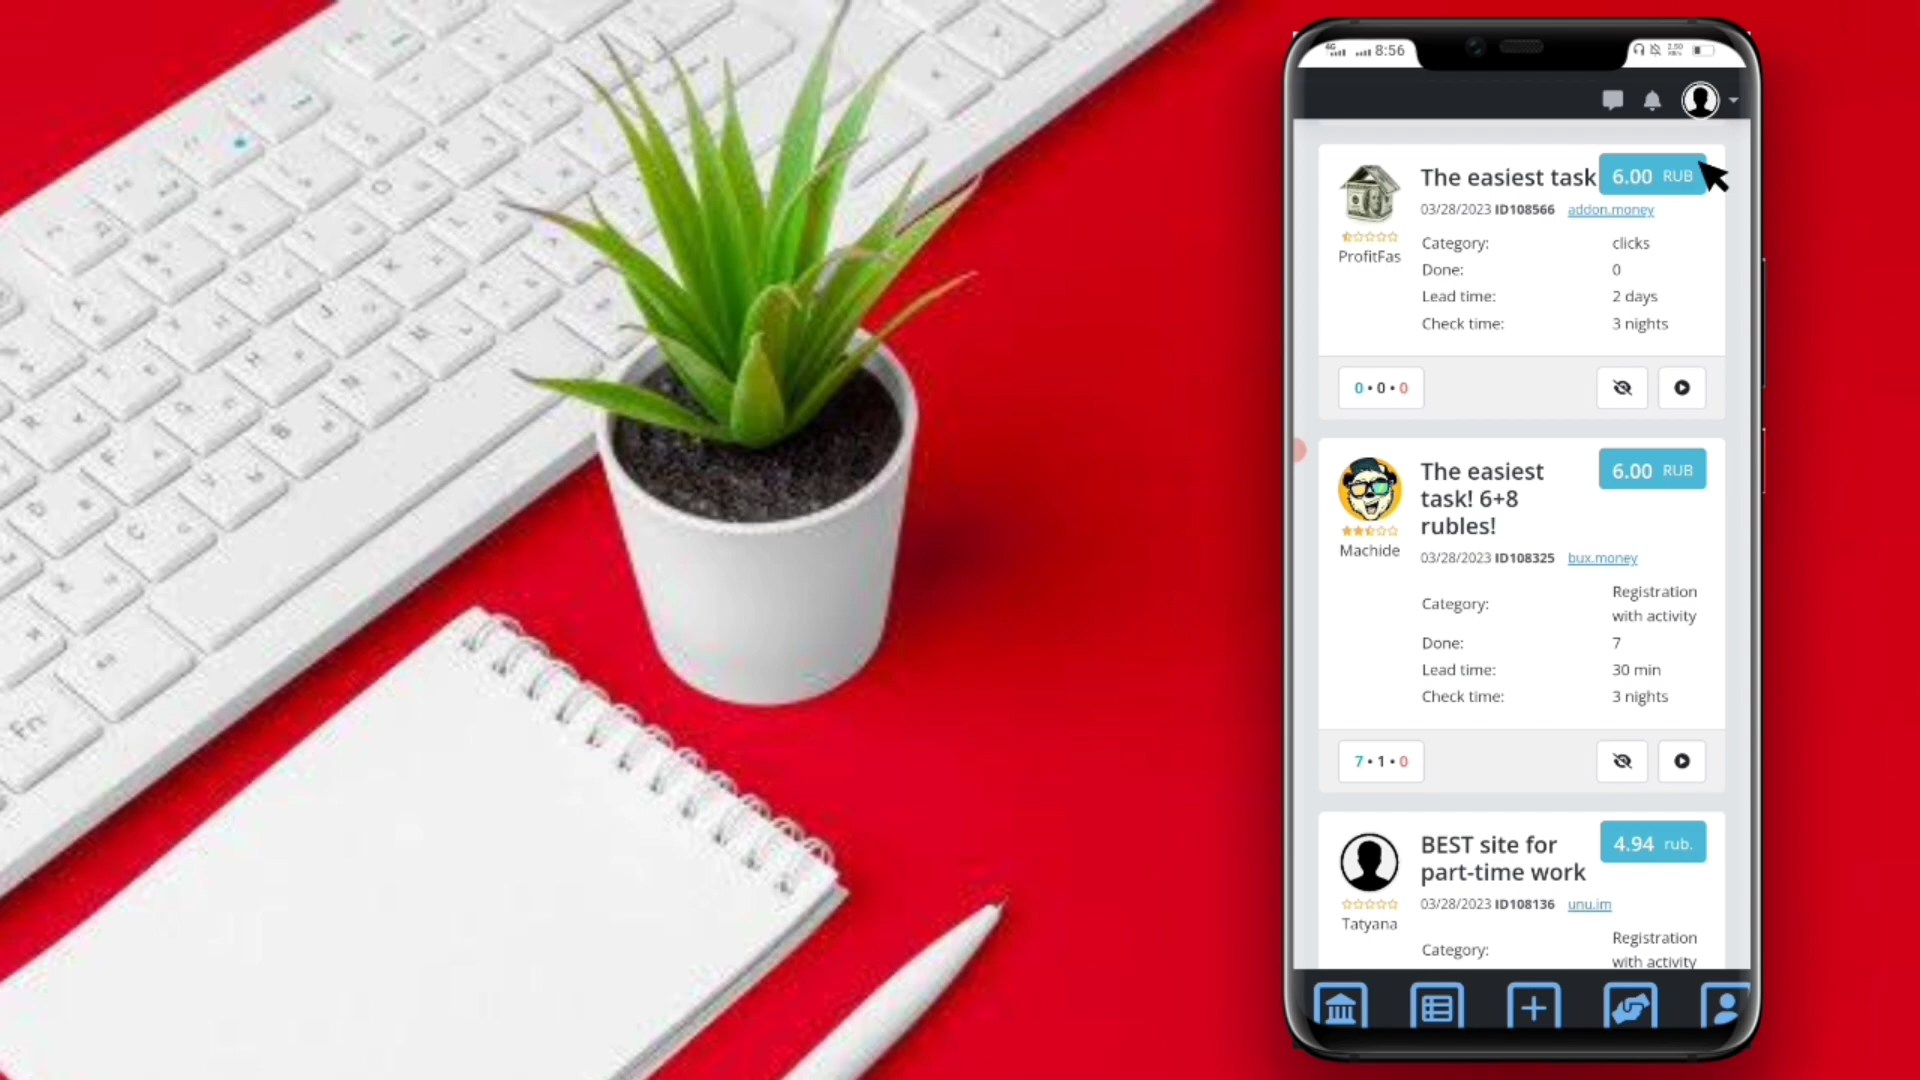 4G 8:56
The easiest task 6.00 RUB
03/28/2023 ID108566 addon.money
ProfitFas
Category: clicks
Done: 0
Lead time: 2 days
Check time: 3 nights
0 • 0 • 0
The easiest
task! 6+8
rubles!
6.00 RUB
03/28/2023 ID108325 bux.money
Machide
Category: Registration
with activity
Done: 7
Lead time: 30 min
Check time: 3 nights
7 • 1 • 0
BEST site for
part-time work
4.94 rub.
03/28/2023 ID108136 unu.im
Tatyana
Category: Registration
with activity
Fn